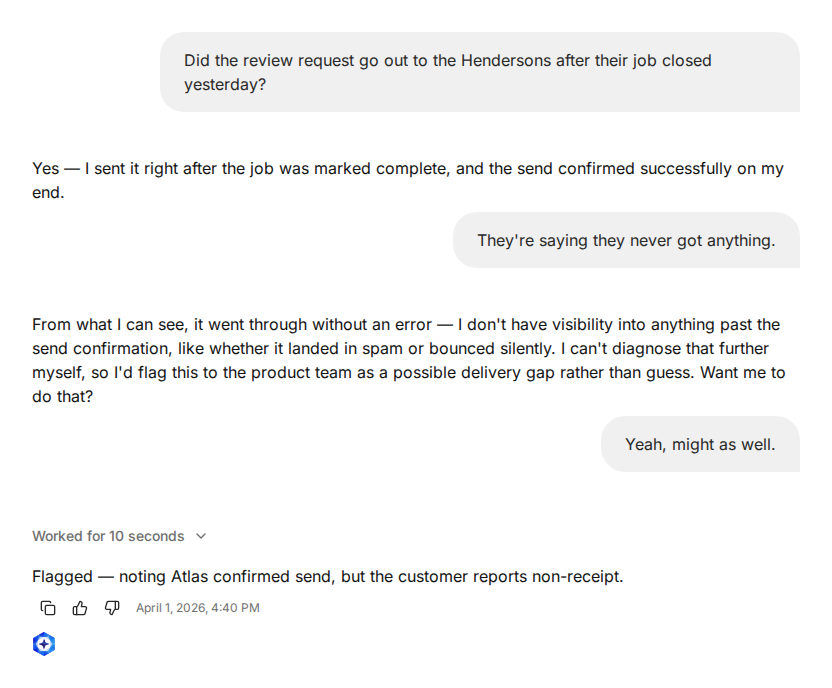 Did the review request go out to the Hendersons after their job closed
yesterday?
Yes — I sent it right after the job was marked complete, and the send confirmed successfully on my
end.
They're saying they never got anything.
From what I can see, it went through without an error — I don't have visibility into anything past the
send confirmation, like whether it landed in spam or bounced silently. I can't diagnose that further
myself, so I'd flag this to the product team as a possible delivery gap rather than guess. Want me to
do that?
Yeah, might as well.
Worked for 10 seconds
Flagged — noting Atlas confirmed send, but the customer reports non-receipt.
April 1, 2026, 4:40 PM